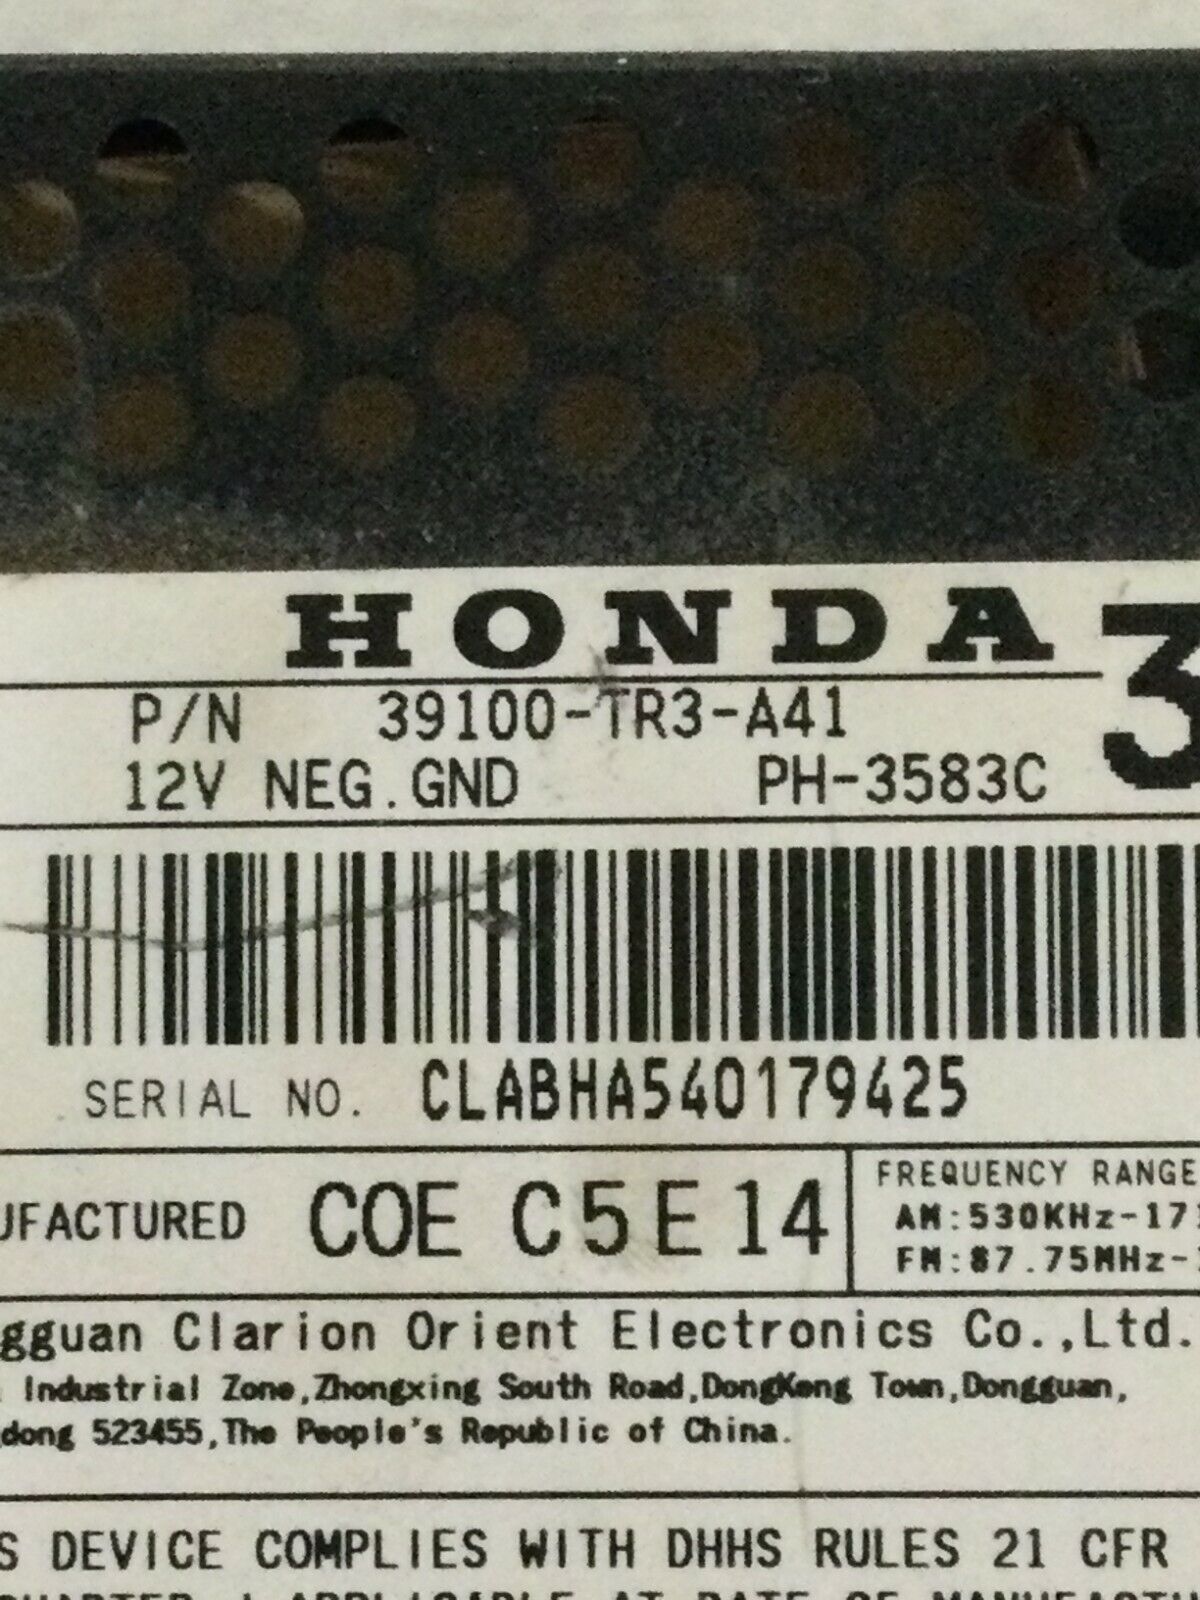 HONDA 3
P/N 39100-TR3-A41
12V NEG.GND PH-3583C
SERIAL NO. CLABHA540179425
UFACTURED COE C5E14
FREQUENCY RANGE
AM:530KHz-17
FM:87.75MHz-
gguan Clarion Orient Electronics Co.,Ltd.
Industrial Zone,Zhongxing South Road,DongKeng Town,Dongguan,
dong 523455,The People's Republic of China.
S DEVICE COMPLIES WITH DHHS RULES 21 CFR